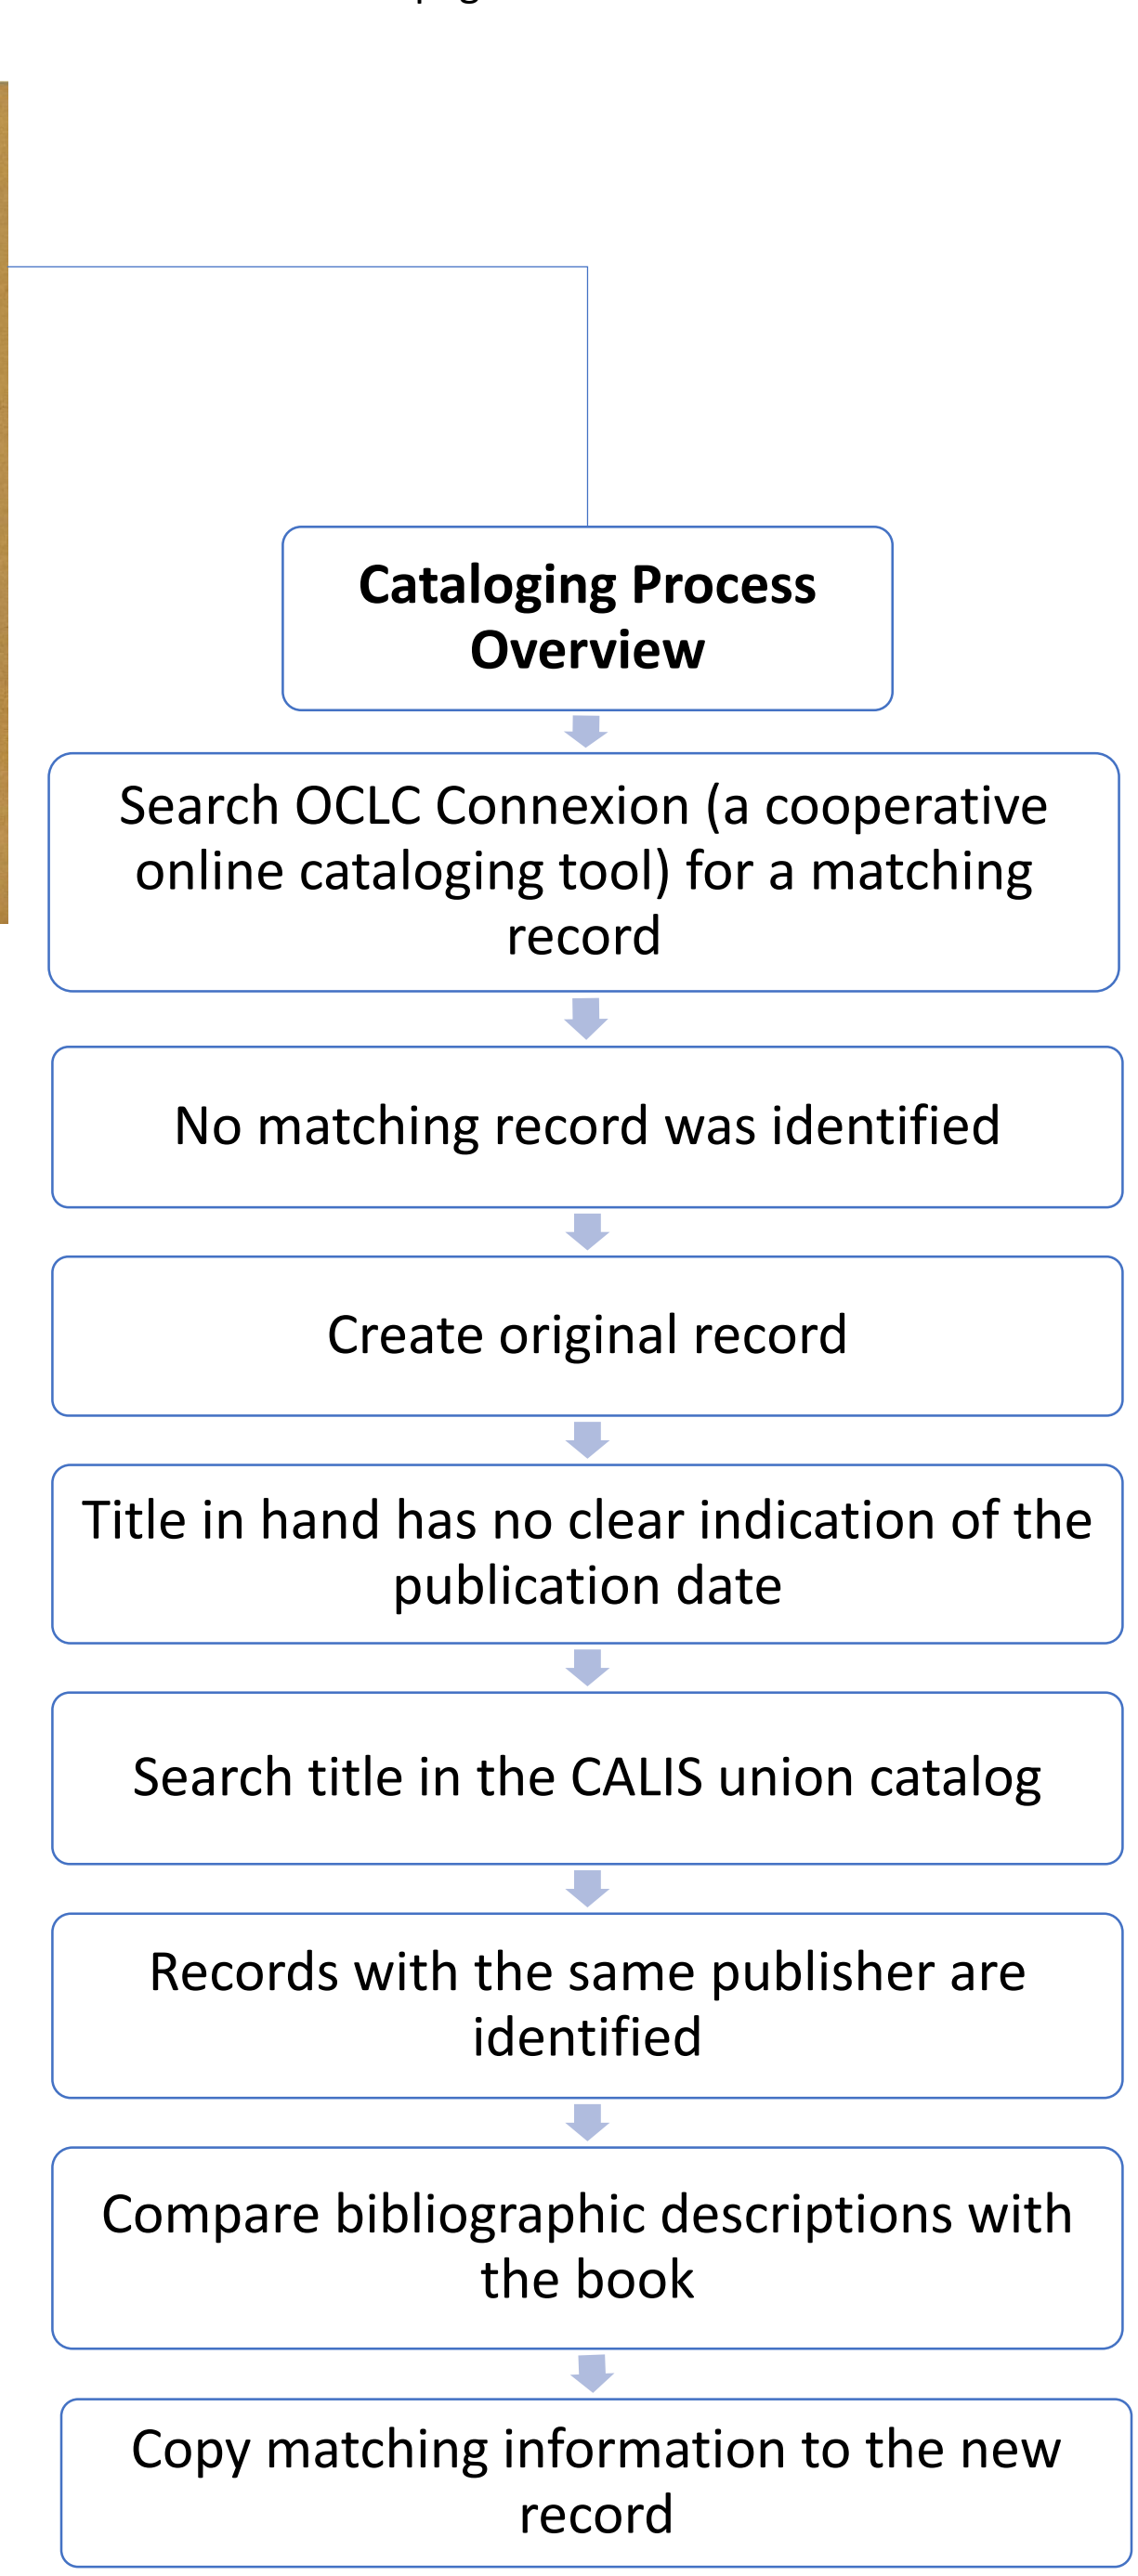 Cataloging Process
Overview
Search OCLC Connexion (a cooperative
online cataloging tool) for a matching
record
No matching record was identified
Create original record
Title in hand has no clear indication of the
publication date
Search title in the CALIS union catalog
Records with the same publisher are
identified
Compare bibliographic descriptions with
the book
Copy matching information to the new
record